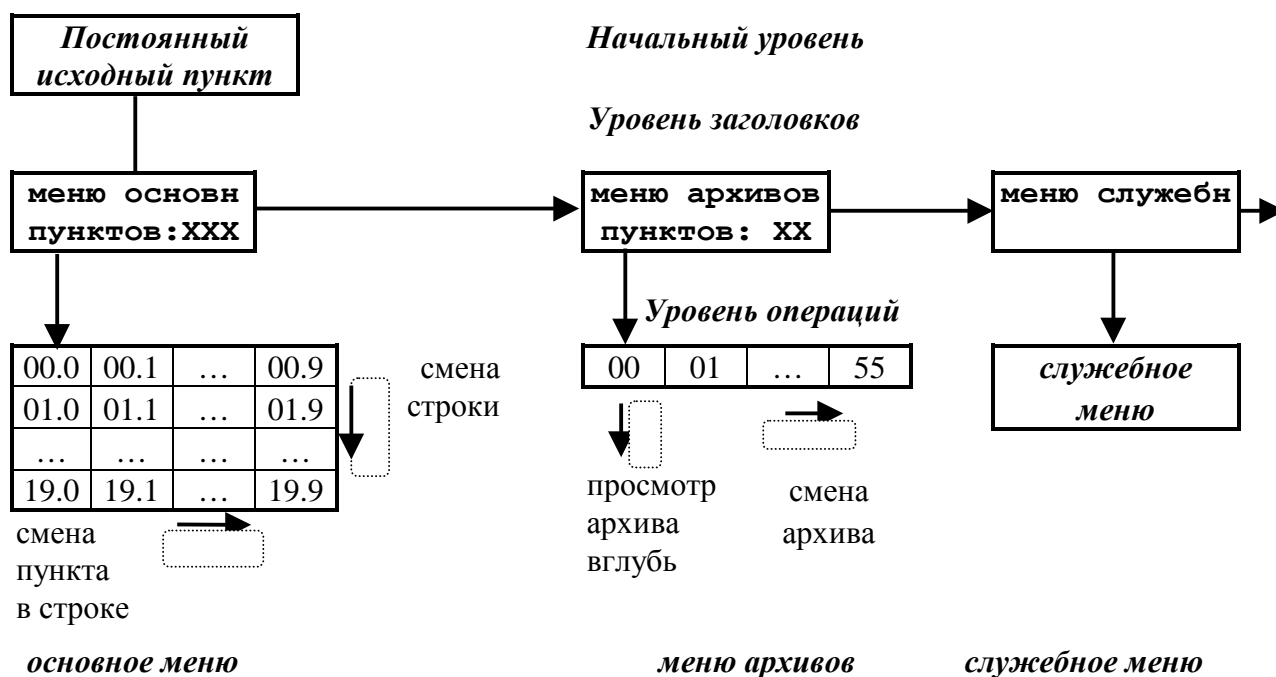 Постоянный
исходный пункт
Начальный уровень
Уровень заголовков
меню основн
пунктов:XXX
меню архивов
пунктов: XX
меню служебн
Уровень операций
00.0 00.1 … 00.9
01.0 01.1 … 01.9
… … … …
19.0 19.1 … 19.9
смена
строки
00 01 … 55
служебное
меню
смена
пункта
в строке
просмотр
архива
вглубь
смена
архива
основное меню
меню архивов
служебное меню